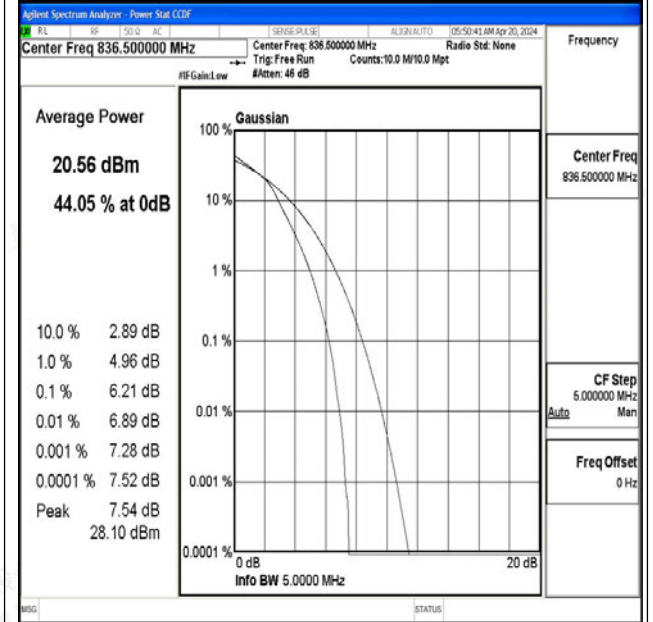 Agilent Spectrum Analyzer - Power Stat CCDF
RL RF 50 Ω AC SENSE:PULSE ALIGN AUTO 05:50:41 AM Apr 20, 2024
Center Freq 836.500000 MHz
Center Freq: 836.500000 MHz Radio Std: None
Trig: Free Run Counts:10.0 M/10.0 Mpt
#IFGain:Low #Atten: 46 dB
Frequency
Average Power
20.56 dBm
44.05 % at 0dB
10.0 % 2.89 dB
1.0 % 4.96 dB
0.1 % 6.21 dB
0.01 % 6.89 dB
0.001 % 7.28 dB
0.0001 % 7.52 dB
Peak 7.54 dB
28.10 dBm
Gaussian
100 %
10 %
1 %
0.1 %
0.01 %
0.001 %
0.0001 %
0 dB 20 dB
Info BW 5.0000 MHz
Center Freq
836.500000 MHz
CF Step
5.000000 MHz
Auto Man
Freq Offset
0 Hz
MSG STATUS